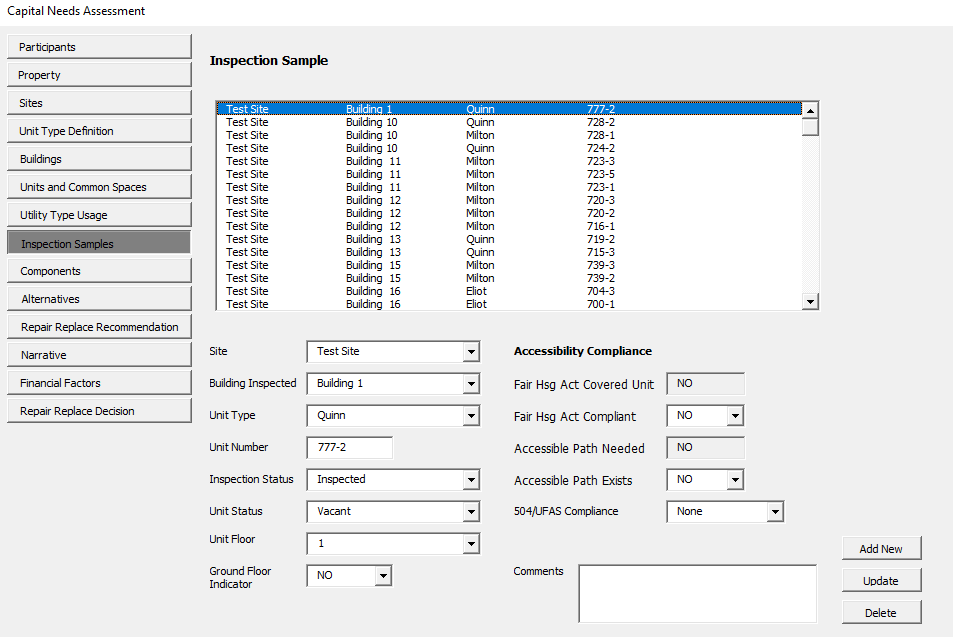 Capital Needs Assessment
Participants
Property
Sites
Unit Type Definition
Buildings
Units and Common Spaces
Utility Type Usage
Inspection Samples
Components
Alternatives
Repair Replace Recommendation
Narrative
Financial Factors
Repair Replace Decision
Inspection Sample
Test Site Building 1 Quinn 777-2
Test Site Building 10 Quinn 728-2
Test Site Building 10 Milton 728-1
Test Site Building 10 Quinn 724-2
Test Site Building 11 Milton 723-3
Test Site Building 11 Milton 723-5
Test Site Building 11 Milton 723-1
Test Site Building 12 Milton 720-3
Test Site Building 12 Milton 720-2
Test Site Building 12 Milton 716-1
Test Site Building 13 Quinn 719-2
Test Site Building 13 Quinn 715-3
Test Site Building 15 Milton 739-3
Test Site Building 15 Milton 739-2
Test Site Building 16 Eliot 704-3
Test Site Building 16 Eliot 700-1
Site Test Site
Building Inspected Building 1
Unit Type Quinn
Unit Number 777-2
Inspection Status Inspected
Unit Status Vacant
Unit Floor 1
Ground Floor
Indicator NO
Accessibility Compliance
Fair Hsg Act Covered Unit NO
Fair Hsg Act Compliant NO
Accessible Path Needed NO
Accessible Path Exists NO
504/UFAS Compliance None
Comments
Add New
Update
Delete